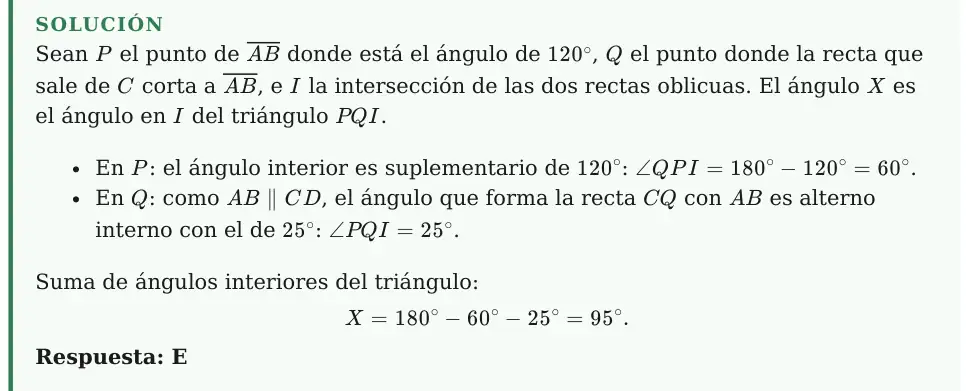 SOLUCIÓN
Sean P el punto de \overline{AB} donde está el ángulo de 120°, Q el punto donde la recta que
sale de C corta a \overline{AB}, e I la intersección de las dos rectas oblicuas. El ángulo X es
el ángulo en I del triángulo PQI.
• En P: el ángulo interior es suplementario de 120°: ∠QPI = 180° − 120° = 60°.
• En Q: como AB ∥ CD, el ángulo que forma la recta CQ con AB es alterno
interno con el de 25°: ∠PQI = 25°.
Suma de ángulos interiores del triángulo:
X = 180° − 60° − 25° = 95°.
Respuesta: E